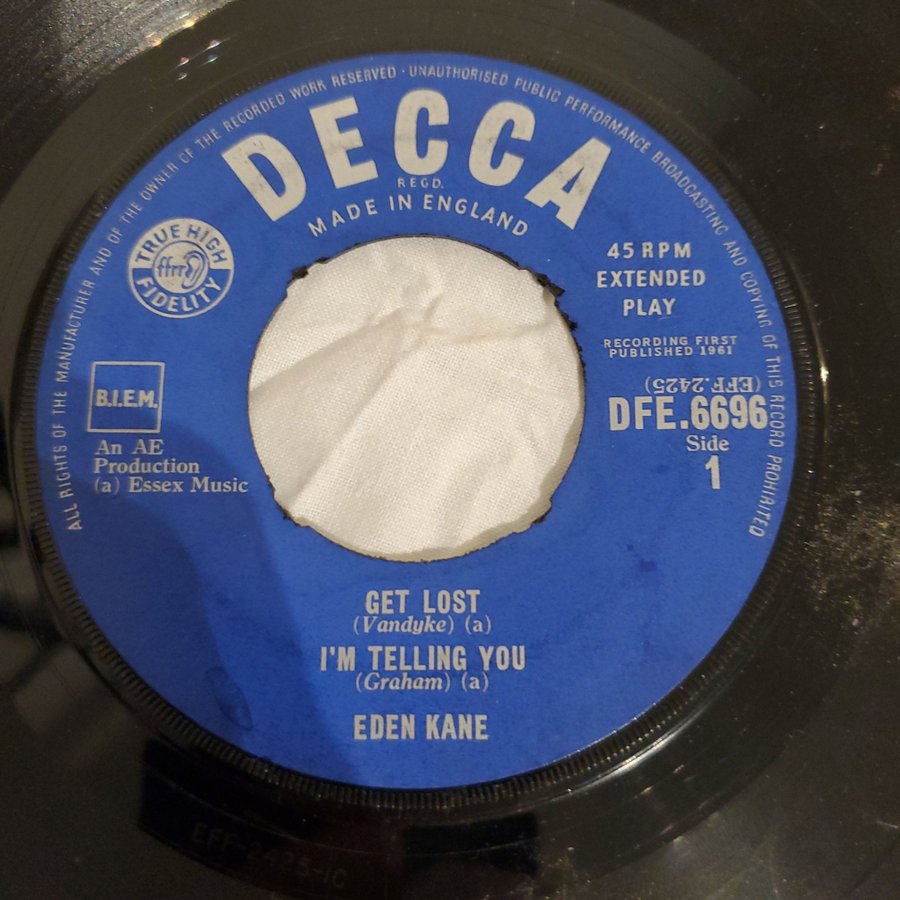 ALL RIGHTS OF THE MANUFACTURER AND OF THE OWNER OF THE RECORDED WORK RESERVED · UNAUTHORISED PUBLIC PERFORMANCE BROADCASTING AND COPYING OF THIS RECORD PROHIBITED
DECCA
REGD.
MADE IN ENGLAND
TRUE HIGH
ffrr
FIDELITY
45 RPM
EXTENDED
PLAY
RECORDING FIRST
PUBLISHED 1961
B.I.E.M.
(EFF.2425)
DFE.6696
Side
1
An AE
Production
(a) Essex Music
GET LOST
(Vandyke) (a)
I'M TELLING YOU
(Graham) (a)
EDEN KANE
EFF-2425-1C